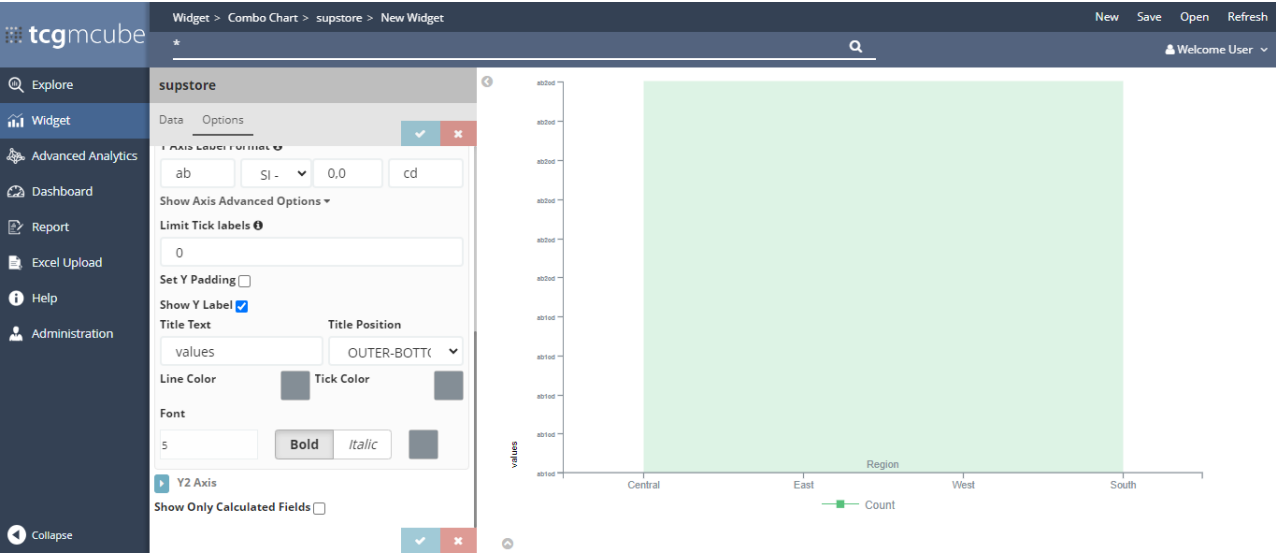 tcgmcube
Widget > Combo Chart > supstore > New Widget
New Save Open Refresh
*
Welcome User
Explore
Widget
Advanced Analytics
Dashboard
Report
Excel Upload
Help
Administration
Collapse
supstore
Data Options
Y Axis Label Format
ab SI - 0,0 cd
Show Axis Advanced Options
Limit Tick labels
0
Set Y Padding
Show Y Label
Title Text Title Position
values OUTER-BOTTO
Line Color Tick Color
Font
5 Bold Italic
Y2 Axis
Show Only Calculated Fields
ab2cd
ab2cd
ab2cd
ab2cd
ab2cd
ab2cd
ab1cd
ab1cd
ab1cd
ab1cd
ab1cd
values
Region
Central East West South
Count